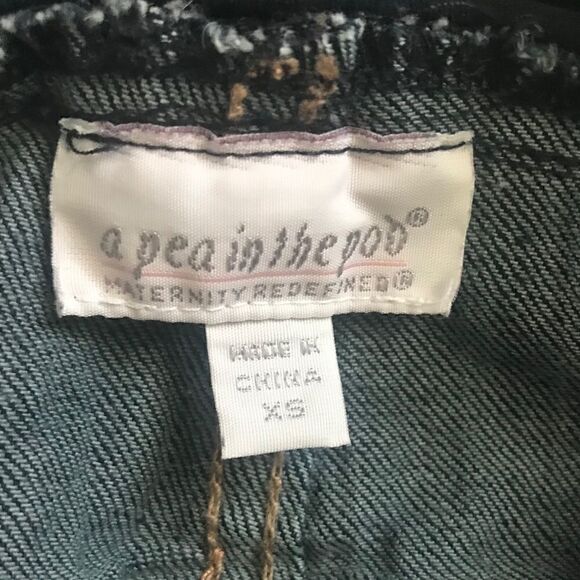 a pea in the pod®
MATERNITY REDEFINED®
MADE IN
CHINA
XS